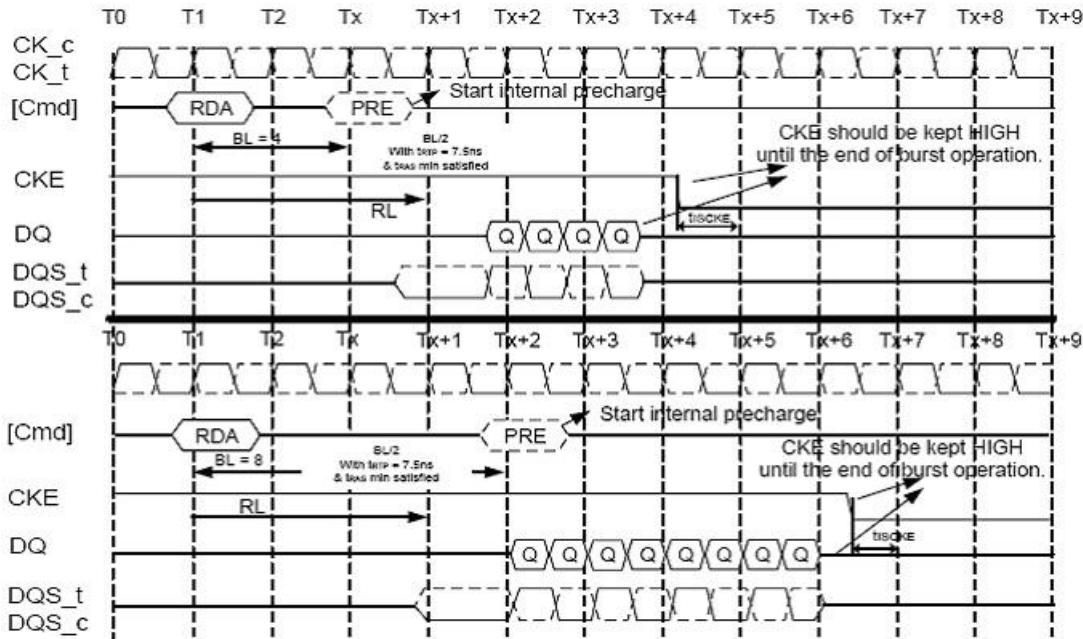 T0 T1 T2 Tx Tx+1 Tx+2 Tx+3 Tx+4 Tx+5 Tx+6 Tx+7 Tx+8 Tx+9
CK_c
CK_t
[Cmd] RDA PRE Start internal precharge
BL = 4
BL/2
With tRTP = 7.5ns
& tRAS min satisfied
CKE should be kept HIGH
until the end of burst operation.
CKE
RL
tISCKE
DQ Q Q Q Q
DQS_t
DQS_c
T0 T1 T2 Tx Tx+1 Tx+2 Tx+3 Tx+4 Tx+5 Tx+6 Tx+7 Tx+8 Tx+9
[Cmd] RDA PRE Start internal precharge
BL = 8
BL/2
With tRTP = 7.5ns
& tRAS min satisfied
CKE should be kept HIGH
until the end of burst operation.
CKE
RL
DQ Q Q Q Q Q Q Q Q
tISCKE
DQS_t
DQS_c